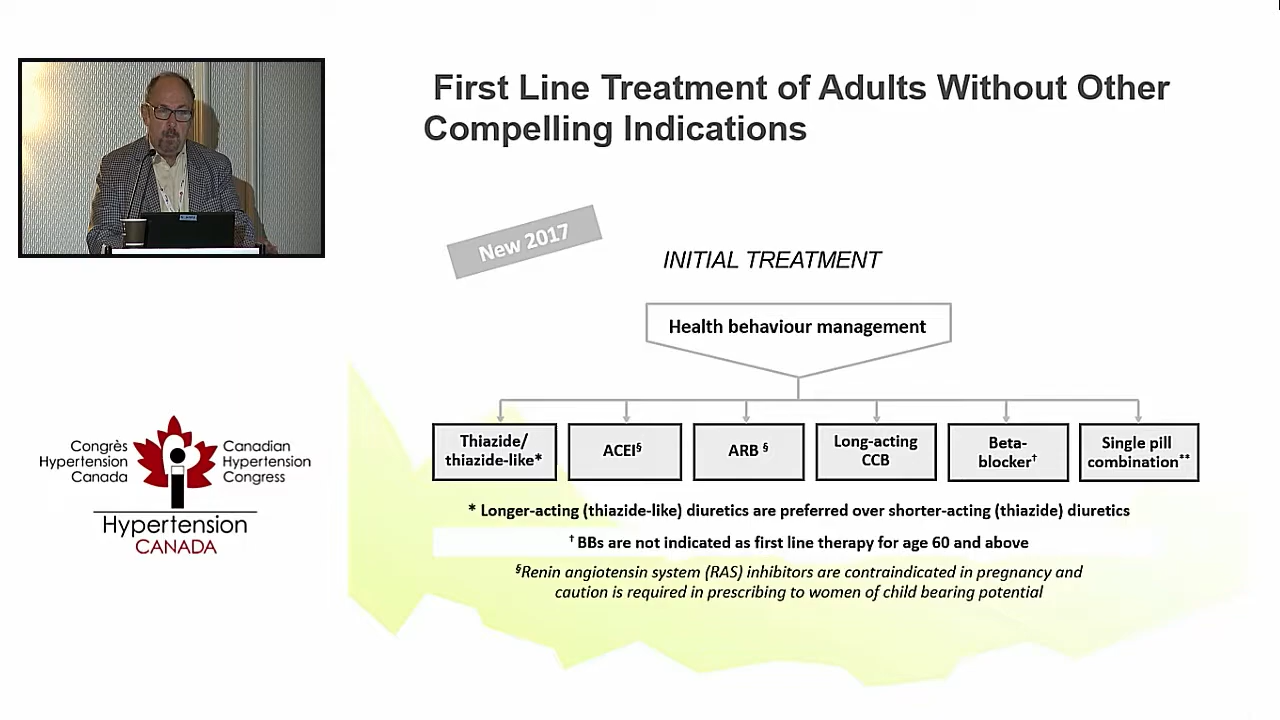 First Line Treatment of Adults Without Other
Compelling Indications
New 2017
INITIAL TREATMENT
Health behaviour management
Thiazide/
thiazide-like*
ACEI§
ARB §
Long-acting
CCB
Beta-
blocker†
Single pill
combination**
* Longer-acting (thiazide-like) diuretics are preferred over shorter-acting (thiazide) diuretics
† BBs are not indicated as first line therapy for age 60 and above
§Renin angiotensin system (RAS) inhibitors are contraindicated in pregnancy and
caution is required in prescribing to women of child bearing potential
Congrès
Hypertension
Canada
Canadian
Hypertension
Congress
Hypertension
CANADA